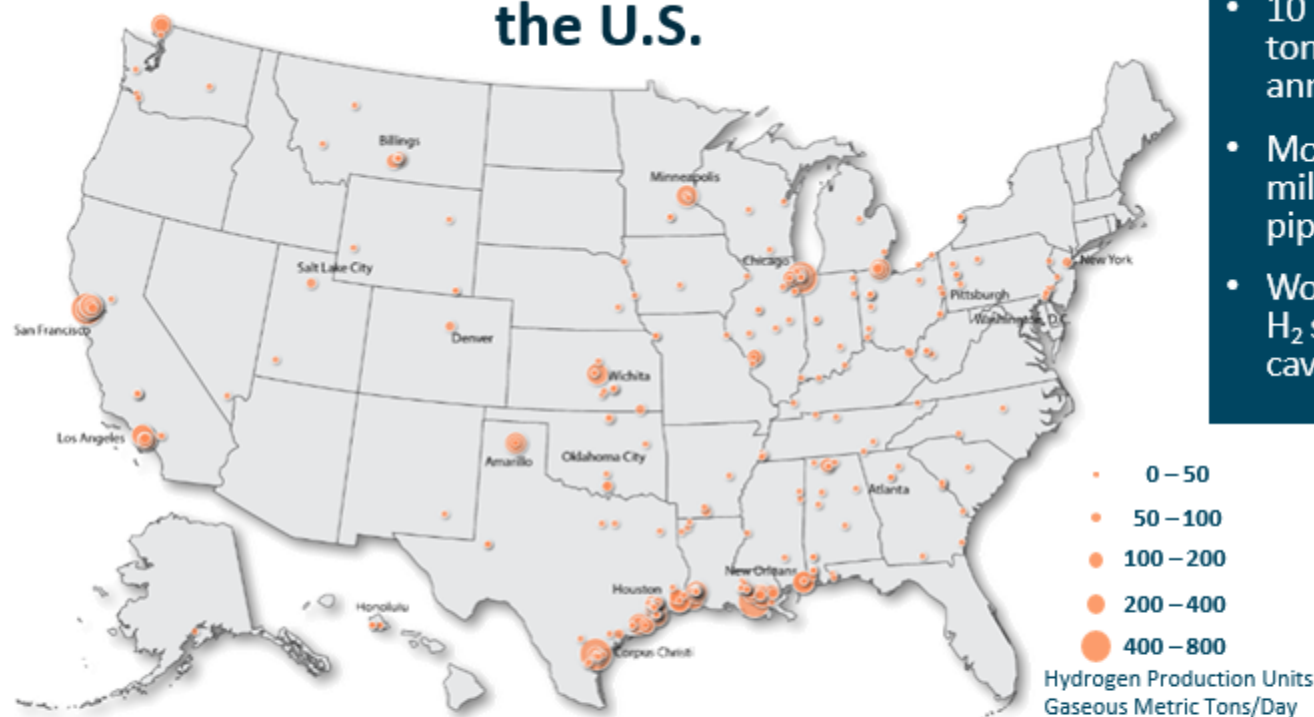 the U.S.
• 10
ton
ann
• Mo
mil
pip
• Wo
H₂ s
cav
Billings
Minneapolis
Chicago
New York
Salt Lake City
Pittsburgh
Washington, D.C.
San Francisco
Denver
Wichita
Los Angeles
Amarillo
Oklahoma City
Atlanta
New Orleans
Houston
Honolulu
Corpus Christi
0 – 50
50 – 100
100 – 200
200 – 400
400 – 800
Hydrogen Production Units
Gaseous Metric Tons/Day